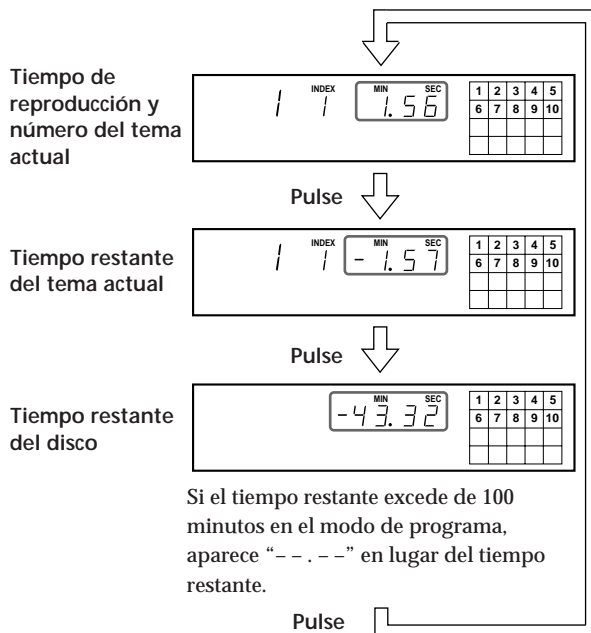 Tiempo de
reproducción y
número del tema
actual
INDEX MIN SEC
1 1 1.56
1 2 3 4 5
6 7 8 9 10
Pulse
Tiempo restante
del tema actual
INDEX MIN SEC
1 1 - 1.57
1 2 3 4 5
6 7 8 9 10
Pulse
Tiempo restante
del disco
MIN SEC
-43.32
1 2 3 4 5
6 7 8 9 10
Si el tiempo restante excede de 100
minutos en el modo de programa,
aparece “– – . – –” en lugar del tiempo
restante.
Pulse